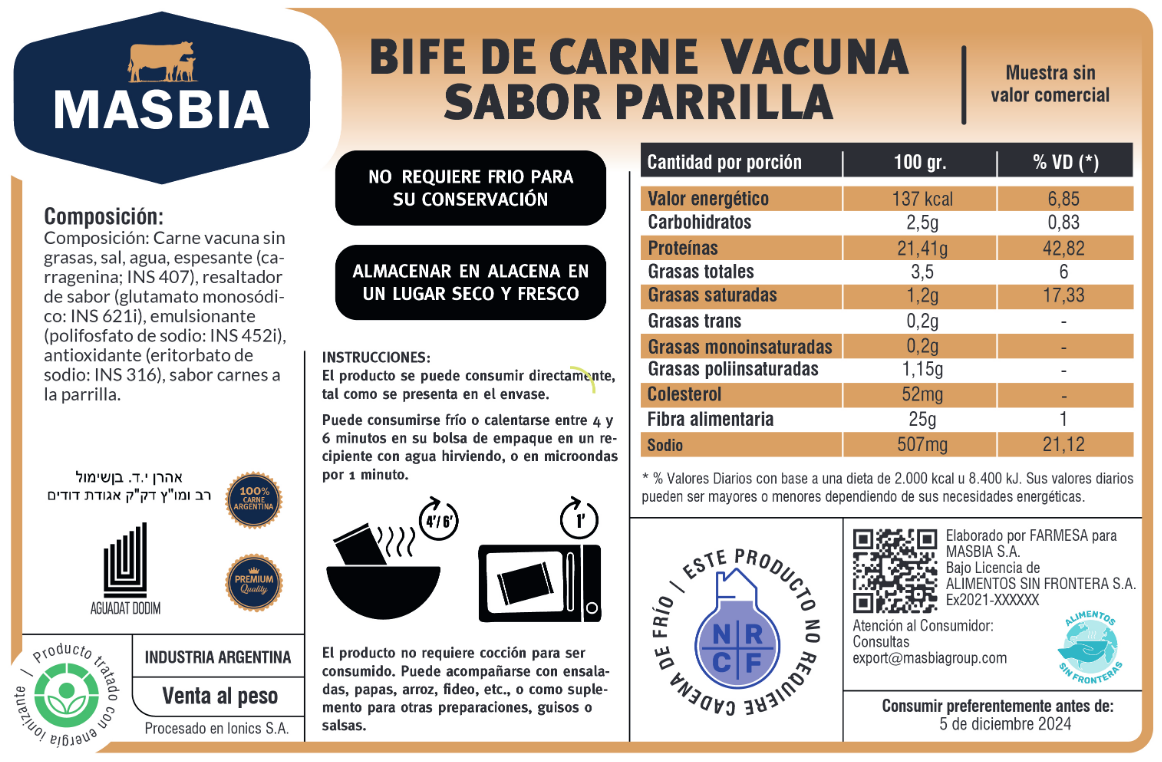 MASBIA
BIFE DE CARNE VACUNA
SABOR PARRILLA
Muestra sin
valor comercial
Composición:
Composición: Carne vacuna sin
grasas, sal, agua, espesante (ca-
rragenina; INS 407), resaltador
de sabor (glutamato monosódi-
co: INS 621i), emulsionante
(polifosfato de sodio: INS 452i),
antioxidante (eritorbato de
sodio: INS 316), sabor carnes a
la parrilla.
אהרן י.ד. בןשימול
רב ומו"ץ דק"ק אגודת דודים
AGUADAT DODIM
100%
CARNE
ARGENTINA
PREMIUM
Quality
Producto tratado con energía ionizante /
INDUSTRIA ARGENTINA
Venta al peso
Procesado en Ionics S.A.
NO REQUIERE FRIO PARA
SU CONSERVACIÓN
ALMACENAR EN ALACENA EN
UN LUGAR SECO Y FRESCO
INSTRUCCIONES:
El producto se puede consumir directamente,
tal como se presenta en el envase.
Puede consumirse frío o calentarse entre 4 y
6 minutos en su bolsa de empaque en un re-
cipiente con agua hirviendo, o en microondas
por 1 minuto.
4'/6'
1'
El producto no requiere cocción para ser
consumido. Puede acompañarse con ensala-
das, papas, arroz, fideo, etc., o como suple-
mento para otras preparaciones, guisos o
salsas.
Cantidad por porción 100 gr. % VD (*)
Valor energético 137 kcal 6,85
Carbohidratos 2,5g 0,83
Proteínas 21,41g 42,82
Grasas totales 3,5 6
Grasas saturadas 1,2g 17,33
Grasas trans 0,2g -
Grasas monoinsaturadas 0,2g -
Grasas poliinsaturadas 1,15g -
Colesterol 52mg -
Fibra alimentaria 25g 1
Sodio 507mg 21,12
* % Valores Diarios con base a una dieta de 2.000 kcal u 8.400 kJ. Sus valores diarios
pueden ser mayores o menores dependiendo de sus necesidades energéticas.
/ ESTE PRODUCTO NO REQUIERE CADENA DE FRÍO
N R
C F
Elaborado por FARMESA para
MASBIA S.A.
Bajo Licencia de
ALIMENTOS SIN FRONTERA S.A.
Ex2021-XXXXXX
Atención al Consumidor:
Consultas
export@masbiagroup.com
ALIMENTOS
SIN FRONTERAS
Consumir preferentemente antes de:
5 de diciembre 2024